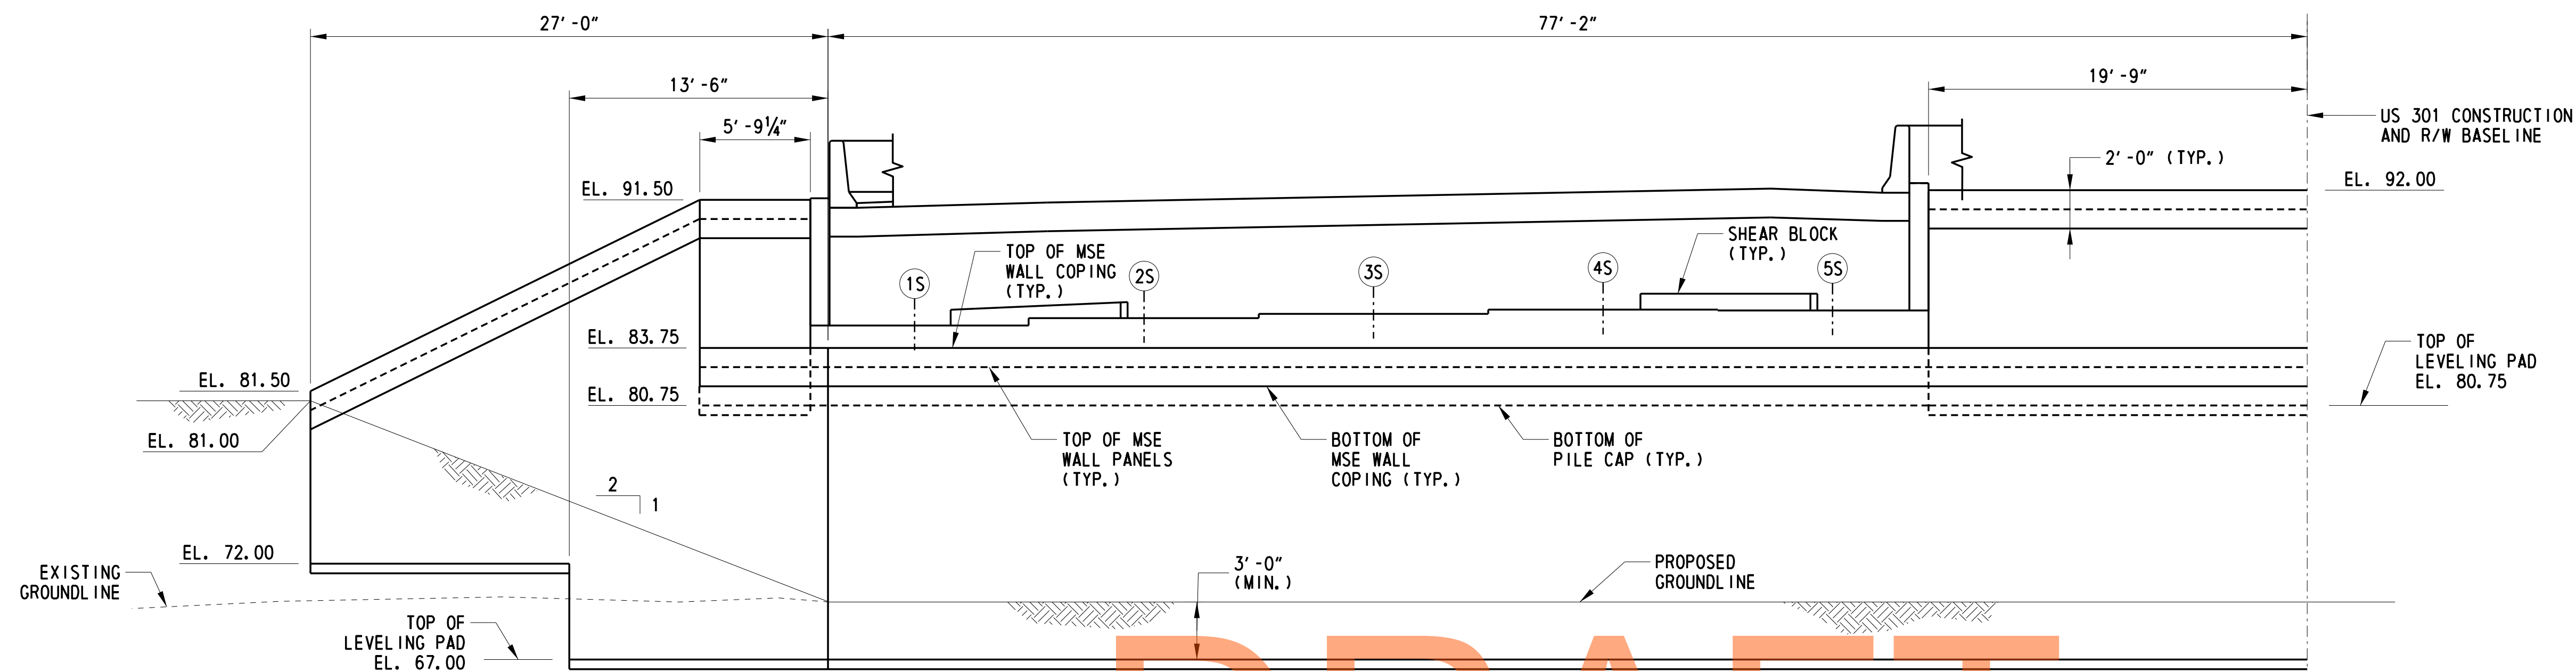 27'-0"
77'-2"
13'-6"
19'-9"
5'-9¼"
US 301 CONSTRUCTION
AND R/W BASELINE
2'-0" (TYP.)
EL. 91.50
EL. 92.00
TOP OF MSE
WALL COPING
(TYP.)
SHEAR BLOCK
(TYP.)
1S
2S
3S
4S
5S
EL. 83.75
EL. 81.50
EL. 80.75
TOP OF
LEVELING PAD
EL. 80.75
EL. 81.00
TOP OF MSE
WALL PANELS
(TYP.)
BOTTOM OF
MSE WALL
COPING (TYP.)
BOTTOM OF
PILE CAP (TYP.)
2
1
EL. 72.00
EXISTING
GROUNDLINE
3'-0"
(MIN.)
PROPOSED
GROUNDLINE
TOP OF
LEVELING PAD
EL. 67.00
DRAFT